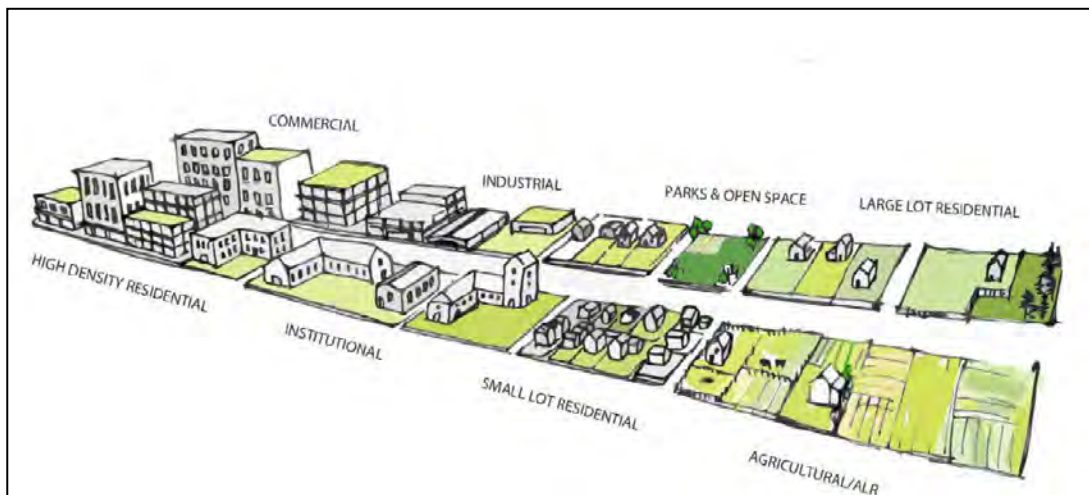 COMMERCIAL
INDUSTRIAL
PARKS & OPEN SPACE
LARGE LOT RESIDENTIAL
HIGH DENSITY RESIDENTIAL
INSTITUTIONAL
SMALL LOT RESIDENTIAL
AGRICULTURAL/ALR